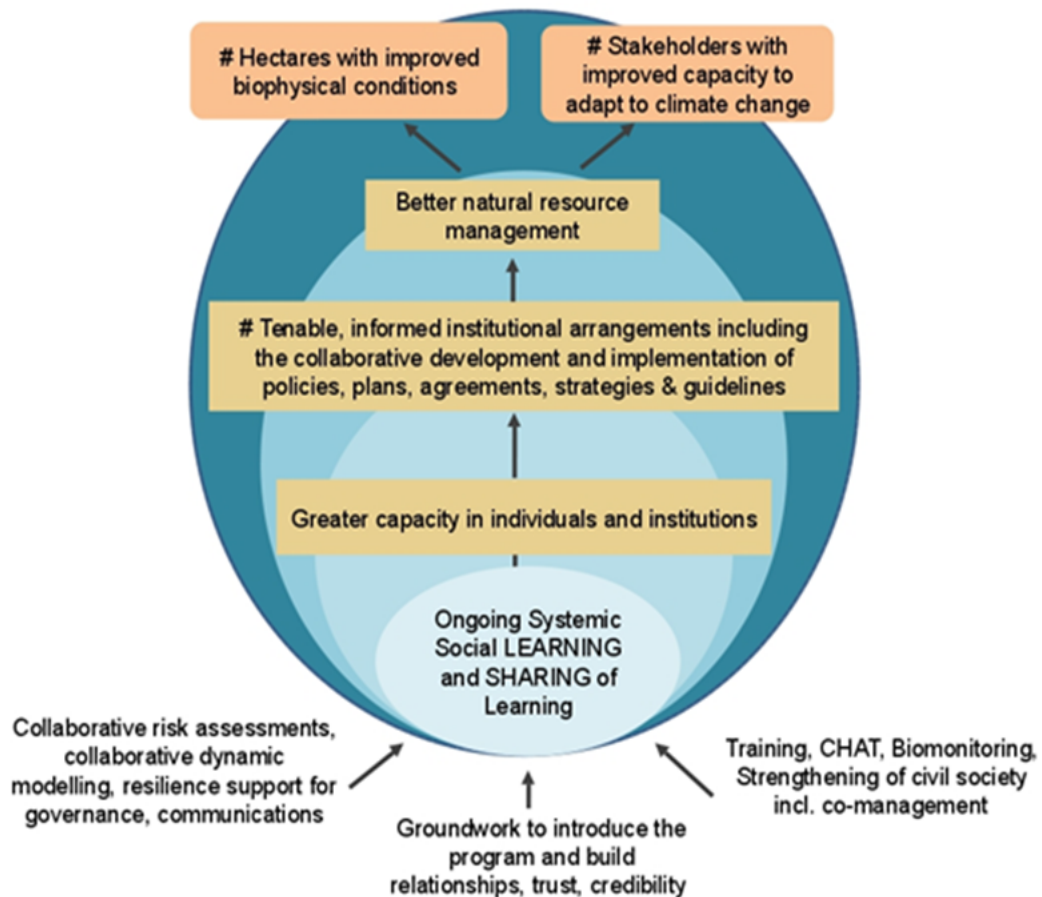 # Hectares with improved
biophysical conditions
# Stakeholders with
improved capacity to
adapt to climate change
Better natural resource
management
# Tenable, informed institutional arrangements including
the collaborative development and implementation of
policies, plans, agreements, strategies & guidelines
Greater capacity in individuals and institutions
Ongoing Systemic
Social LEARNING
and SHARING of
Learning
Collaborative risk assessments,
collaborative dynamic
modelling, resilience support for
governance, communications
Groundwork to introduce the
program and build
relationships, trust, credibility
Training, CHAT, Biomonitoring,
Strengthening of civil society
incl. co-management